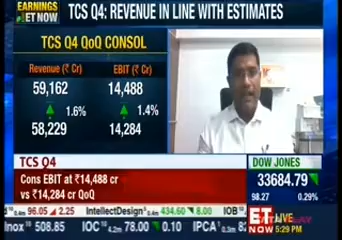 EARNINGS
ET NOW
TCS Q4: REVENUE IN LINE WITH ESTIMATES
TCS Q4 QoQ CONSOL
Revenue (₹ Cr)
EBIT (₹ Cr)
59,162
14,488
1.6%
1.4%
58,229
14,284
TCS Q4
Cons EBIT at ₹14,488 cr
vs ₹14,284 cr QoQ
DOW JONES
33684.79
98.27
0.29%
96.05
2.25
IntellectDesign
434.60
8.00
IOB
Inox
508.85
IOC
78.00
0.10
IPCA
LIVE
5:29 PM